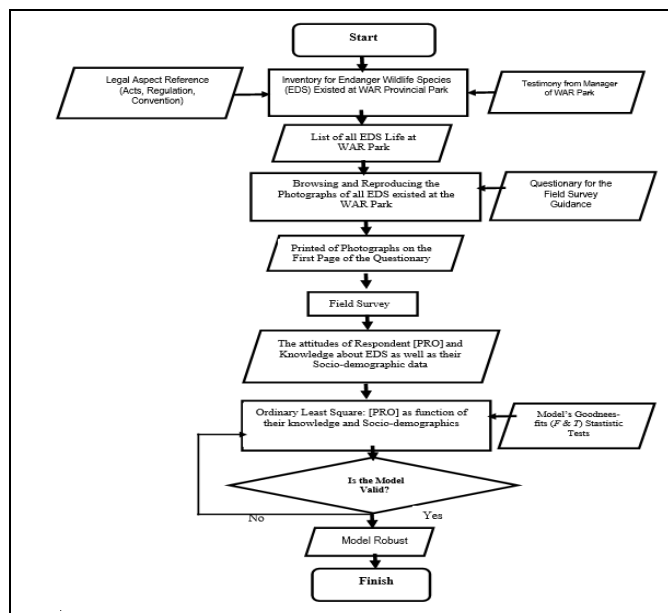 Start
Legal Aspect Reference
(Acts, Regulation,
Convention)
Inventory for Endanger Wildlife Species
(EDS) Existed at WAR Provincial Park
Testimony from Manager
of WAR Park
List of all EDS Life at
WAR Park
Browsing and Reproducing the
Photographs of all EDS existed at the
WAR Park
Questionary for the
Field Survey
Guidance
Printed of Photographs on the
First Page of the Questionary
Field Survey
The attitudes of Respondent [PRO] and
Knowledge about EDS as well as their
Socio-demographic data
Ordinary Least Square: [PRO] as function of
their knowledge and Socio-demographics
Model's Goodnees-
fits (F & T) Stastistic
Tests
Is the Model
Valid?
No
Yes
Model Robust
Finish